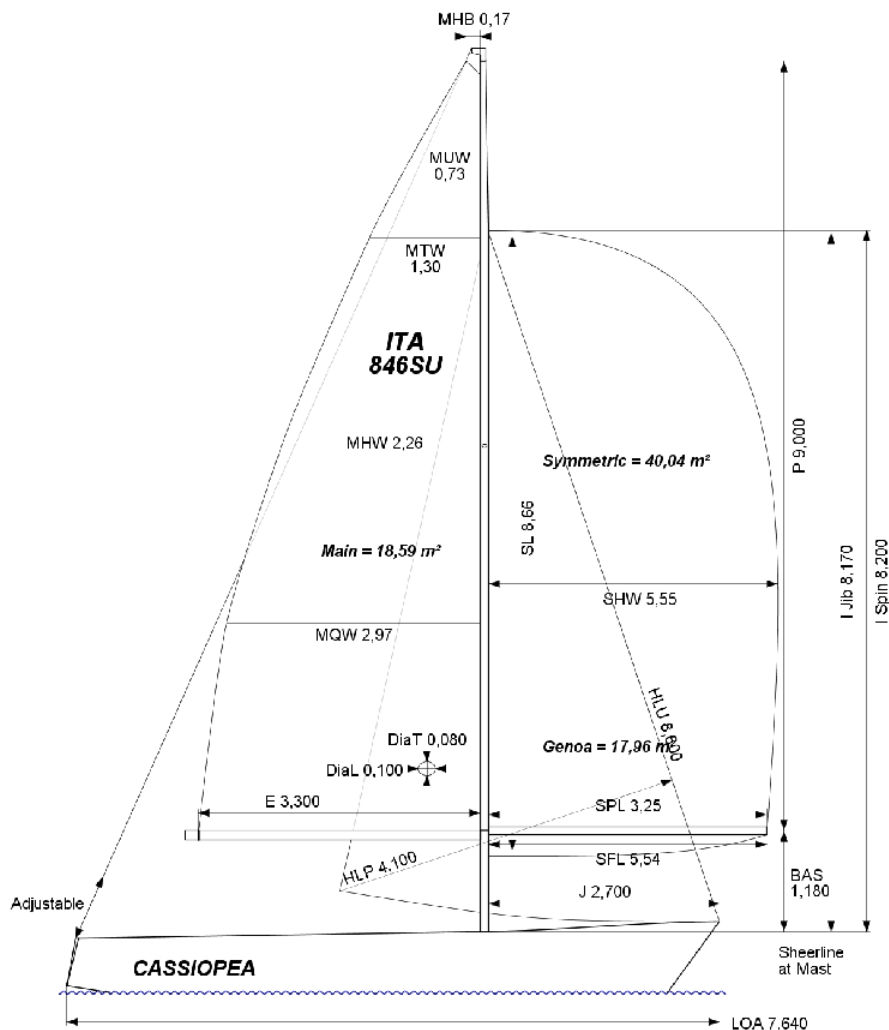 MHB 0,17
MUW
0,73
MTW
1,30
ITA
846SU
MHW 2,26
Symmetric = 40,04 m²
P 9,000
SL 8,66
I Jib 8,170
I Spin 8,200
Main = 18,59 m²
SHW 5,55
MQW 2,97
HLU 8,600
DiaT 0,080
Genoa = 17,96 m²
DiaL 0,100
E 3,300
SPL 3,25
SFL 5,54
HLP 4,100
BAS
1,180
J 2,700
Adjustable
Sheerline
at Mast
CASSIOPEA
LOA 7,640